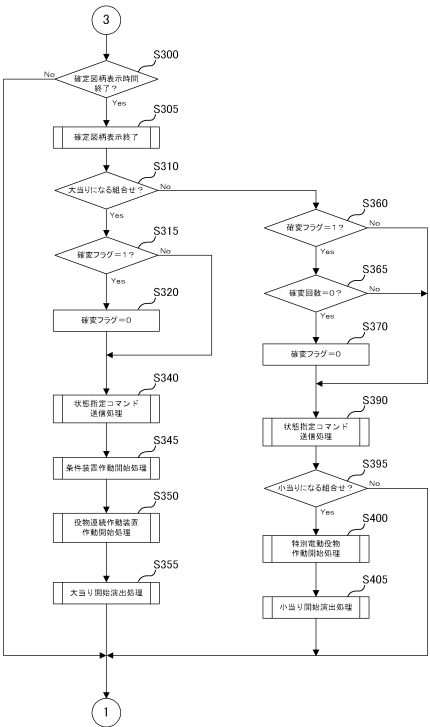 3
S300
確定図柄表示時間
終了？
No
Yes
S305
確定図柄表示終了
S310
大当りになる組合せ？
No
Yes
S315
確変フラグ＝1？
No
Yes
S320
確変フラグ＝0
S340
状態指定コマンド
送信処理
S345
条件装置作動開始処理
S350
役物連続作動装置
作動開始処理
S355
大当り開始演出処理
S360
確変フラグ＝1？
No
Yes
S365
確変回数＝0？
No
Yes
S370
確変フラグ＝0
S390
状態指定コマンド
送信処理
S395
小当りになる組合せ？
No
Yes
S400
特別電動役物
作動開始処理
S405
小当り開始演出処理
1